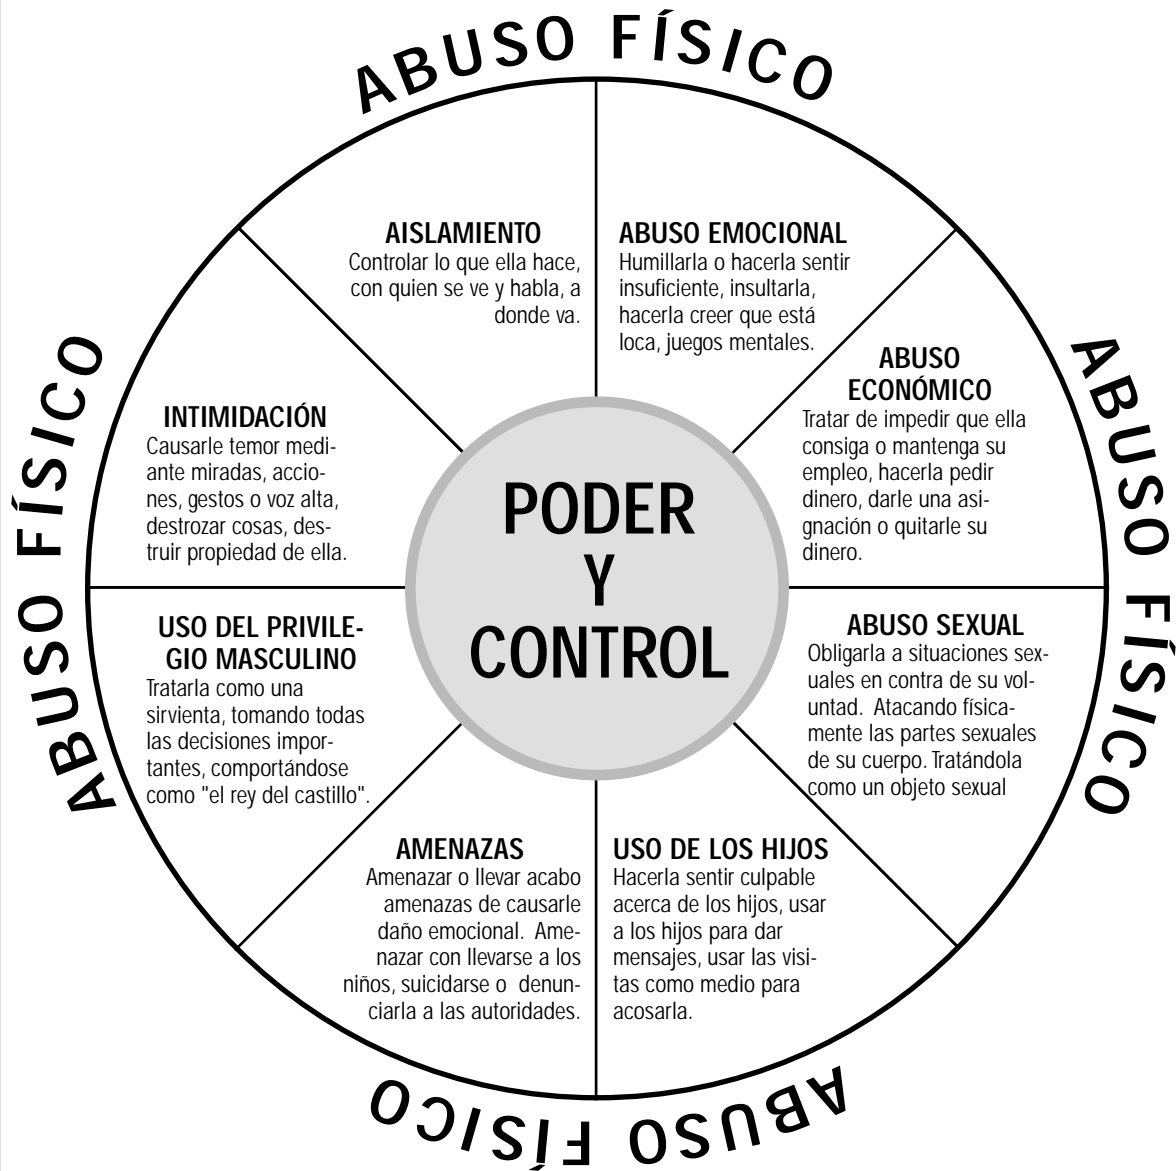 ABUSO FÍSICO
AISLAMIENTO
Controlar lo que ella hace,
con quien se ve y habla, a
donde va.
ABUSO EMOCIONAL
Humillarla o hacerla sentir
insuficiente, insultarla,
hacerla creer que está
loca, juegos mentales.
ABUSO
ECONÓMICO
Tratar de impedir que ella
consiga o mantenga su
empleo, hacerla pedir
dinero, darle una asi-
gnación o quitarle su
dinero.
ABUSO FÍSICO
ABUSO SEXUAL
Obligarla a situaciones sex-
uales en contra de su vol-
untad. Atacando física-
mente las partes sexuales
de su cuerpo. Tratándola
como un objeto sexual
USO DE LOS HIJOS
Hacerla sentir culpable
acerca de los hijos, usar
a los hijos para dar
mensajes, usar las visi-
tas como medio para
acosarla.
ABUSO FÍSICO
AMENAZAS
Amenazar o llevar acabo
amenazas de causarle
daño emocional. Ame-
nazar con llevarse a los
niños, suicidarse o denun-
ciarla a las autoridades.
USO DEL PRIVILE-
GIO MASCULINO
Tratarla como una
sirvienta, tomando todas
las decisiones impor-
tantes, comportándose
como "el rey del castillo".
ABUSO FÍSICO
INTIMIDACIÓN
Causarle temor medi-
ante miradas, accio-
nes, gestos o voz alta,
destrozar cosas, des-
truir propiedad de ella.
PODER
Y
CONTROL